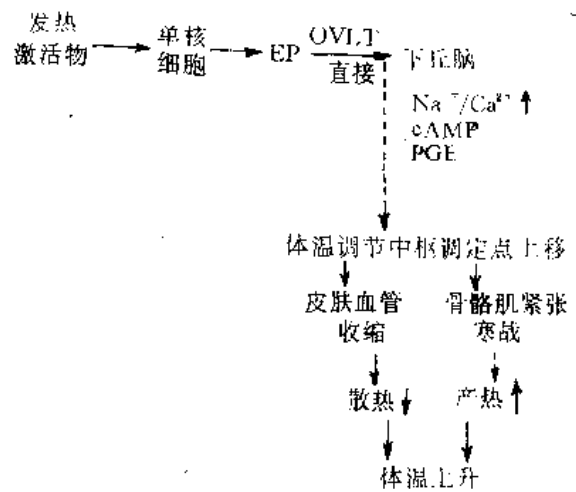 发热
激活物
单核
细胞
EP
OVLT
直接
下丘脑
Na⁺/Ca²⁺ ↑
cAMP
PGE
体温调节中枢调定点上移
皮肤血管
收缩
骨骼肌紧张
寒战
散热↓
产热↑
体温上升